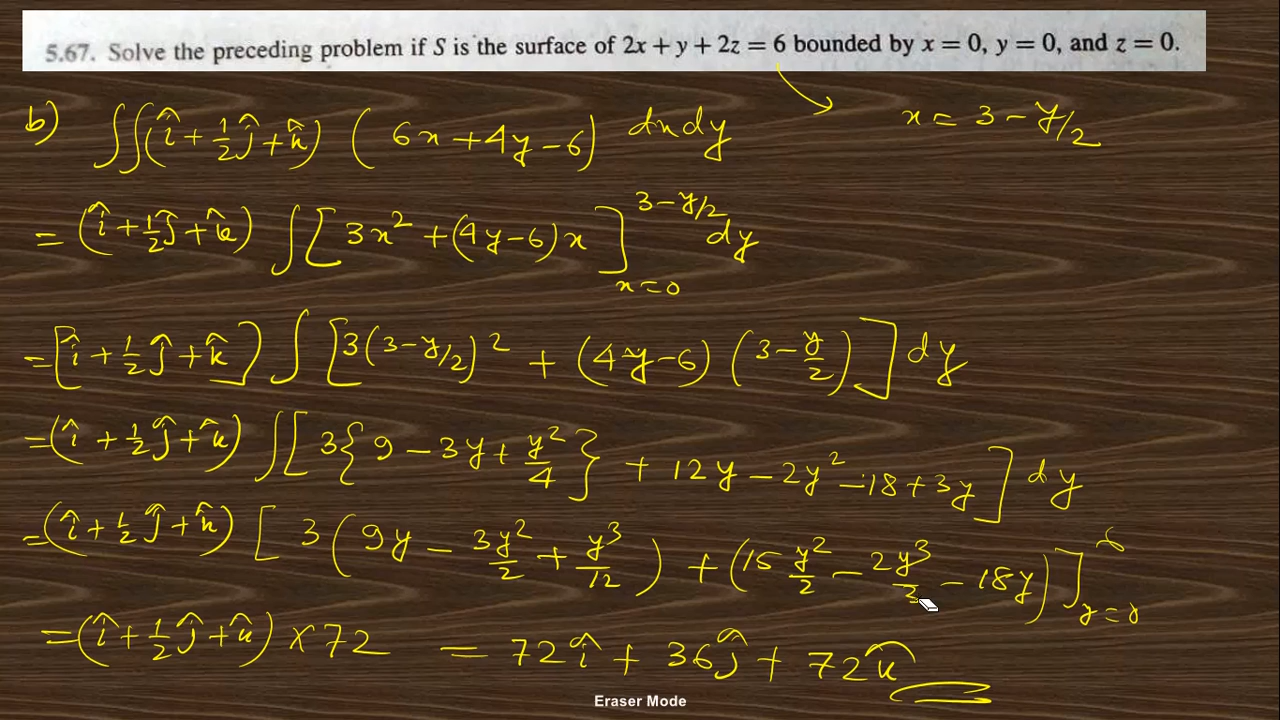 5.67. Solve the preceding problem if S is the surface of 2x + y + 2z = 6 bounded by x = 0, y = 0, and z = 0.
b) ∬(î + ½ĵ + k̂) (6x + 4y - 6) dxdy x = 3 - y/2
= (î + ½ĵ + k̂) ∫ [3x² + (4y - 6)x]_{x=0}^{3-y/2} dy
= [î + ½ĵ + k̂] ∫ [3(3 - y/2)² + (4y - 6)(3 - y/2)] dy
= (î + ½ĵ + k̂) ∫ [3{9 - 3y + y²/4} + 12y - 2y² - 18 + 3y] dy
= (î + ½ĵ + k̂) [3(9y - 3y²/2 + y³/12) + (15 y²/2 - 2y³/3 - 18y)]_{y=0}^{6}
= (î + ½ĵ + k̂) × 72 = 72î + 36ĵ + 72k̂
Eraser Mode